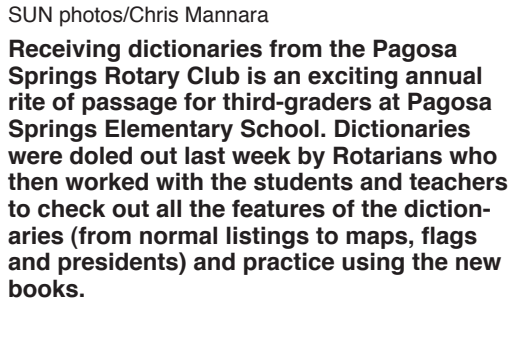 SUN photos/Chris Mannara
Receiving dictionaries from the Pagosa
Springs Rotary Club is an exciting annual
rite of passage for third-graders at Pagosa
Springs Elementary School. Dictionaries
were doled out last week by Rotarians who
then worked with the students and teachers
to check out all the features of the diction-
aries (from normal listings to maps, flags
and presidents) and practice using the new
books.